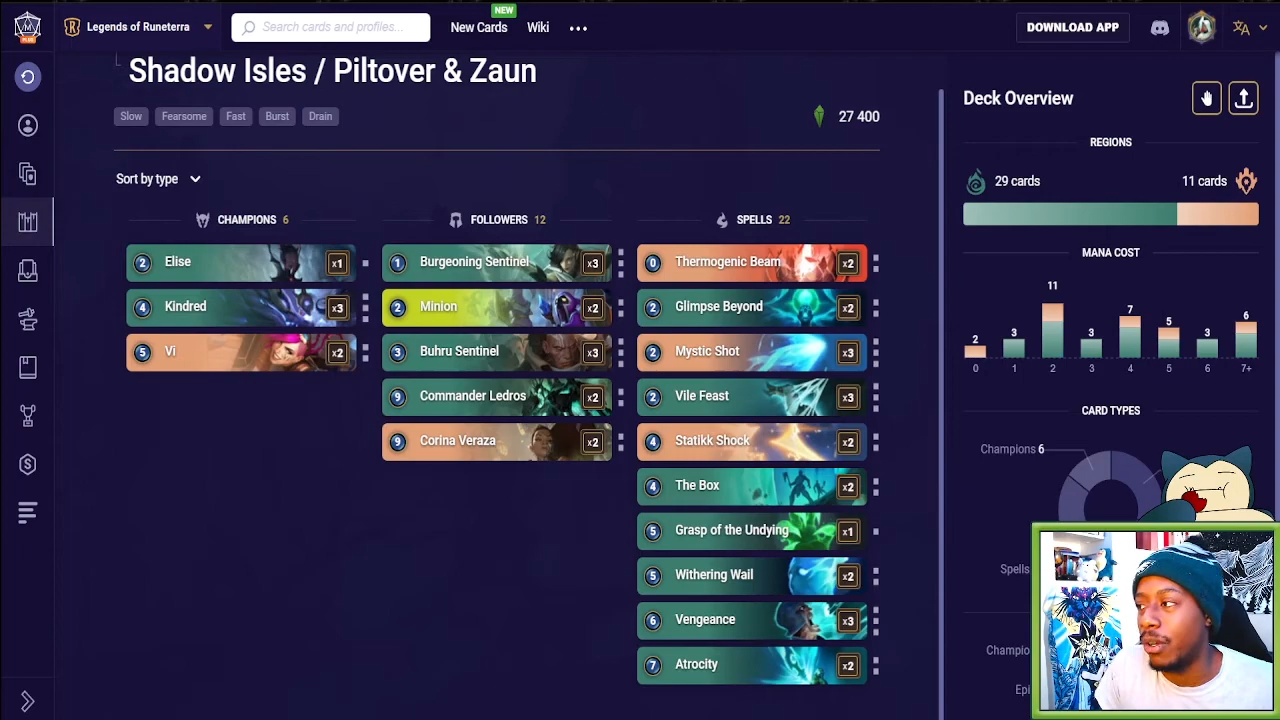 Legends of Runeterra
Search cards and profiles...
NEW
New Cards
Wiki
DOWNLOAD APP
Shadow Isles / Piltover & Zaun
Slow
Fearsome
Fast
Burst
Drain
27 400
Sort by type
CHAMPIONS 6
2 Elise x1
4 Kindred x3
5 Vi x2
FOLLOWERS 12
1 Burgeoning Sentinel x3
2 Minion x2
3 Buhru Sentinel x3
9 Commander Ledros x2
9 Corina Veraza x2
SPELLS 22
0 Thermogenic Beam x2
2 Glimpse Beyond x2
2 Mystic Shot x3
2 Vile Feast x3
4 Statikk Shock x2
4 The Box x2
5 Grasp of the Undying x1
5 Withering Wail x2
6 Vengeance x3
7 Atrocity x2
Deck Overview
REGIONS
29 cards
11 cards
MANA COST
2 3 11 3 7 5 3 6
0 1 2 3 4 5 6 7+
CARD TYPES
Champions 6
Spells
Champio
Epi